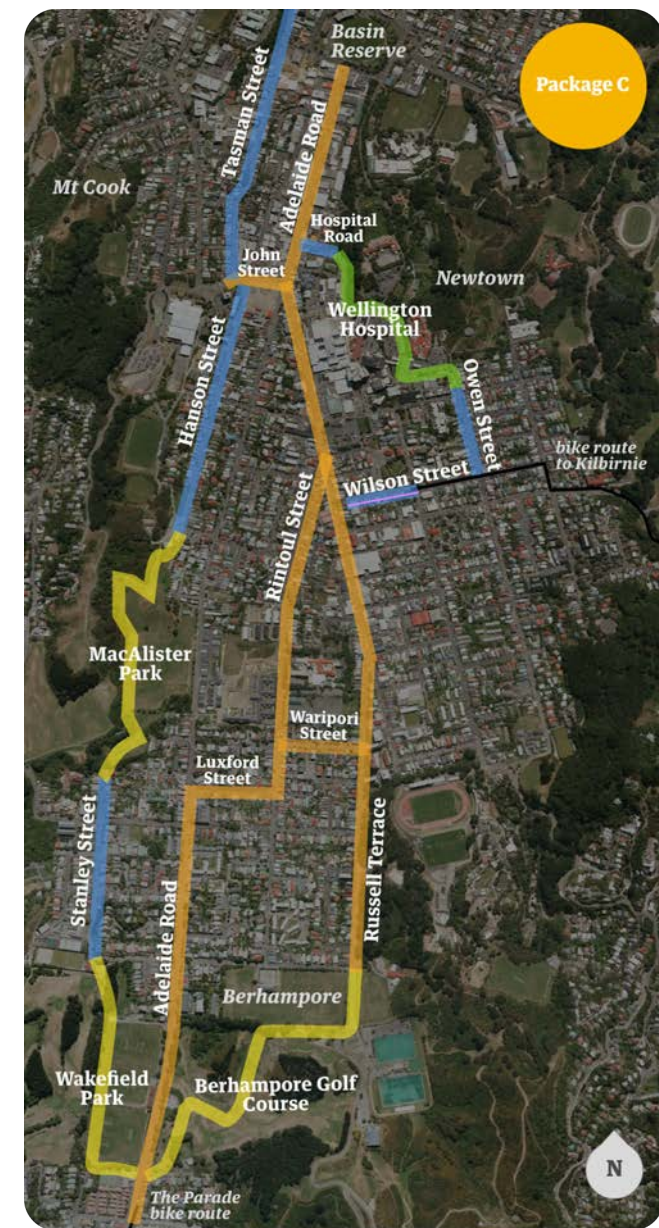 Basin
Reserve
Package C
Tasman Street
Adelaide Road
Mt Cook
Hospital
Road
John
Street
Newtown
Wellington
Hospital
Hanson Street
Owen Street
bike route
to Kilbirnie
Wilson Street
Rintoul Street
MacAlister
Park
Waripori
Street
Luxford
Street
Stanley Street
Russell Terrace
Adelaide Road
Berhampore
Wakefield
Park
Berhampore Golf
Course
N
The Parade
bike route